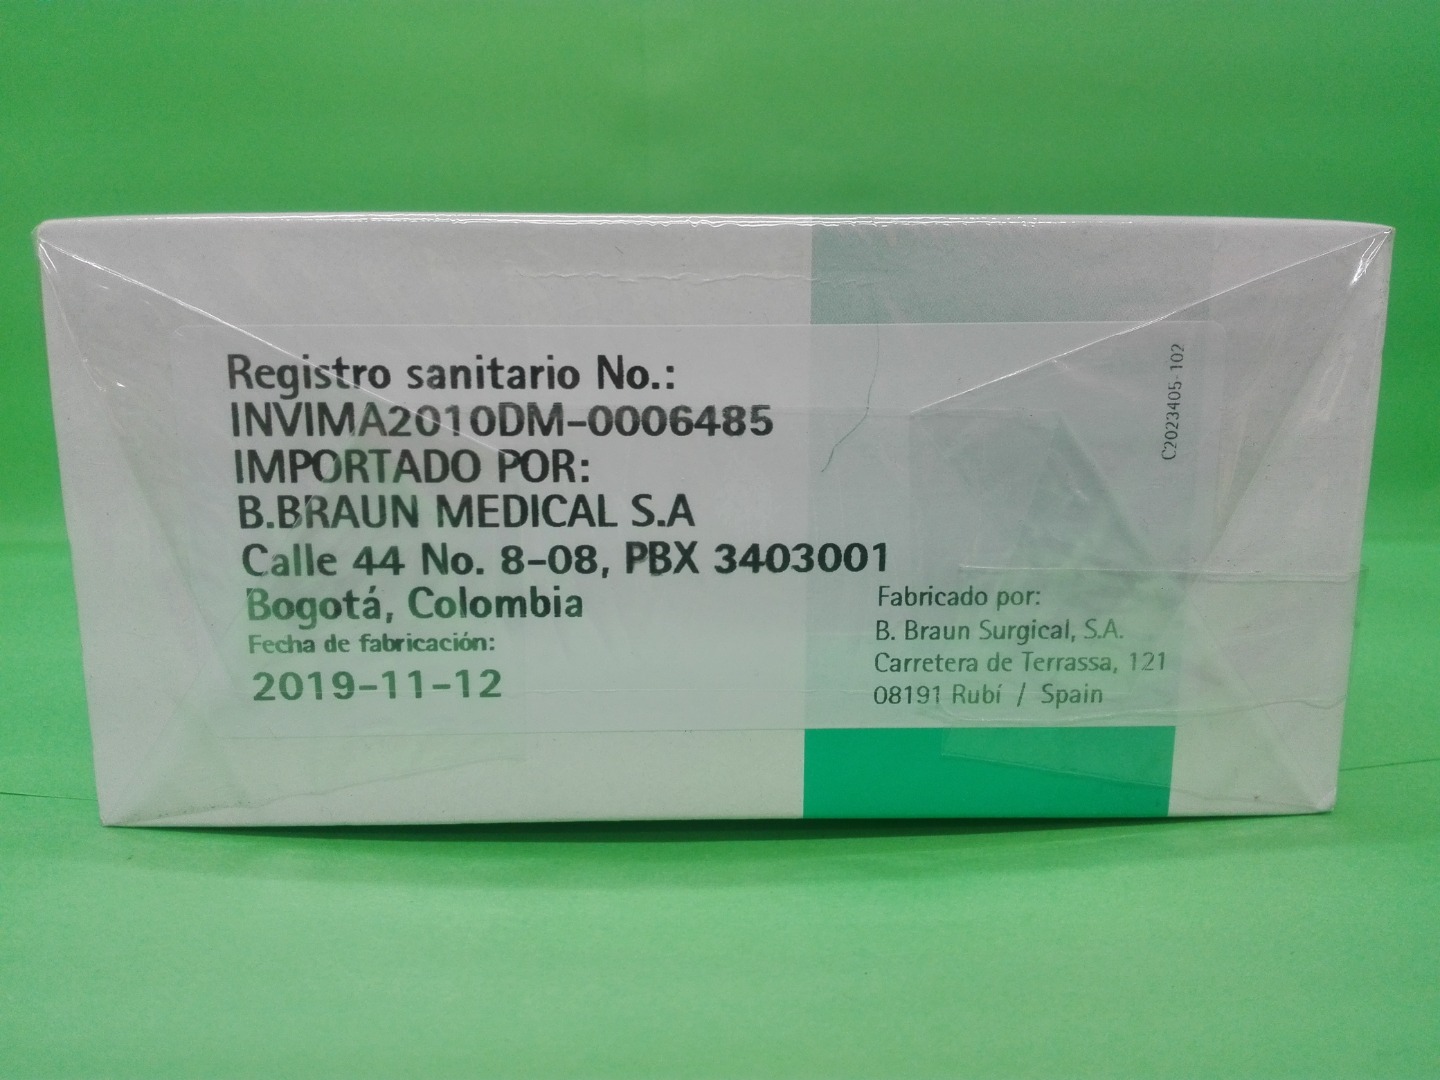 Registro sanitario No.:
INVIMA2010DM-0006485
IMPORTADO POR:
B.BRAUN MEDICAL S.A
Calle 44 No. 8-08, PBX 3403001
Bogotá, Colombia
Fecha de fabricación:
2019-11-12
Fabricado por:
B. Braun Surgical, S.A.
Carretera de Terrassa, 121
08191 Rubí / Spain
C2023405-102